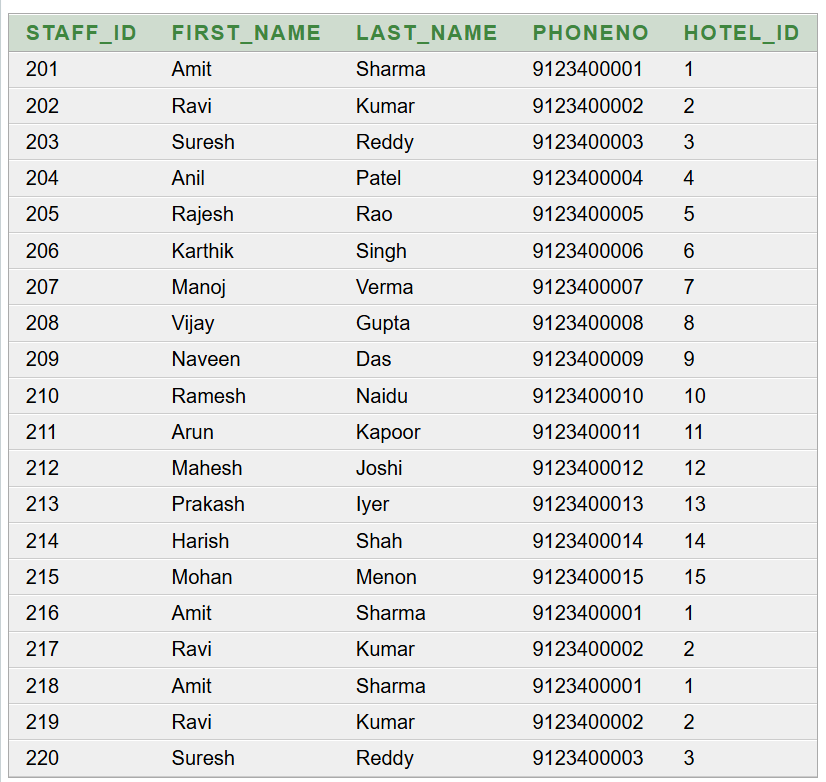 STAFF_ID FIRST_NAME LAST_NAME PHONENO HOTEL_ID
201 Amit Sharma 9123400001 1
202 Ravi Kumar 9123400002 2
203 Suresh Reddy 9123400003 3
204 Anil Patel 9123400004 4
205 Rajesh Rao 9123400005 5
206 Karthik Singh 9123400006 6
207 Manoj Verma 9123400007 7
208 Vijay Gupta 9123400008 8
209 Naveen Das 9123400009 9
210 Ramesh Naidu 9123400010 10
211 Arun Kapoor 9123400011 11
212 Mahesh Joshi 9123400012 12
213 Prakash Iyer 9123400013 13
214 Harish Shah 9123400014 14
215 Mohan Menon 9123400015 15
216 Amit Sharma 9123400001 1
217 Ravi Kumar 9123400002 2
218 Amit Sharma 9123400001 1
219 Ravi Kumar 9123400002 2
220 Suresh Reddy 9123400003 3